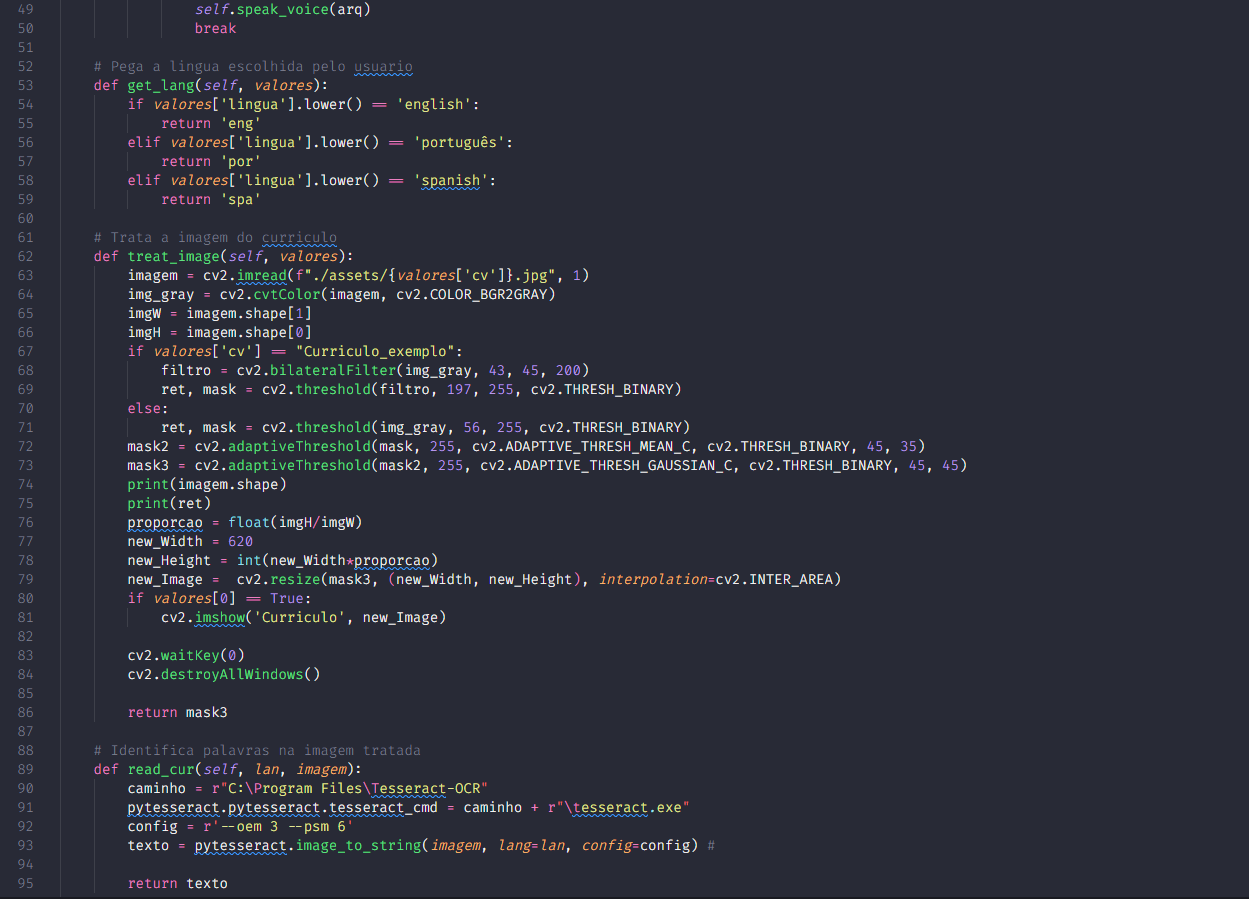 49 self.speak_voice(arq)
50 break
51
52 # Pega a lingua escolhida pelo usuario
53 def get_lang(self, valores):
54 if valores['lingua'].lower() == 'english':
55 return 'eng'
56 elif valores['lingua'].lower() == 'português':
57 return 'por'
58 elif valores['lingua'].lower() == 'spanish':
59 return 'spa'
60
61 # Trata a imagem do curriculo
62 def treat_image(self, valores):
63 imagem = cv2.imread(f"./assets/{valores['cv']}.jpg", 1)
64 img_gray = cv2.cvtColor(imagem, cv2.COLOR_BGR2GRAY)
65 imgW = imagem.shape[1]
66 imgH = imagem.shape[0]
67 if valores['cv'] == "Curriculo_exemplo":
68 filtro = cv2.bilateralFilter(img_gray, 43, 45, 200)
69 ret, mask = cv2.threshold(filtro, 197, 255, cv2.THRESH_BINARY)
70 else:
71 ret, mask = cv2.threshold(img_gray, 56, 255, cv2.THRESH_BINARY)
72 mask2 = cv2.adaptiveThreshold(mask, 255, cv2.ADAPTIVE_THRESH_MEAN_C, cv2.THRESH_BINARY, 45, 35)
73 mask3 = cv2.adaptiveThreshold(mask2, 255, cv2.ADAPTIVE_THRESH_GAUSSIAN_C, cv2.THRESH_BINARY, 45, 45)
74 print(imagem.shape)
75 print(ret)
76 proporcao = float(imgH/imgW)
77 new_Width = 620
78 new_Height = int(new_Width*proporcao)
79 new_Image =  cv2.resize(mask3, (new_Width, new_Height), interpolation=cv2.INTER_AREA)
80 if valores[0] == True:
81 cv2.imshow('Curriculo', new_Image)
82
83 cv2.waitKey(0)
84 cv2.destroyAllWindows()
85
86 return mask3
87
88 # Identifica palavras na imagem tratada
89 def read_cur(self, lan, imagem):
90 caminho = r"C:\Program Files\Tesseract-OCR"
91 pytesseract.pytesseract.tesseract_cmd = caminho + r"\tesseract.exe"
92 config = r'--oem 3 --psm 6'
93 texto = pytesseract.image_to_string(imagem, lang=lan, config=config) #
94
95 return texto